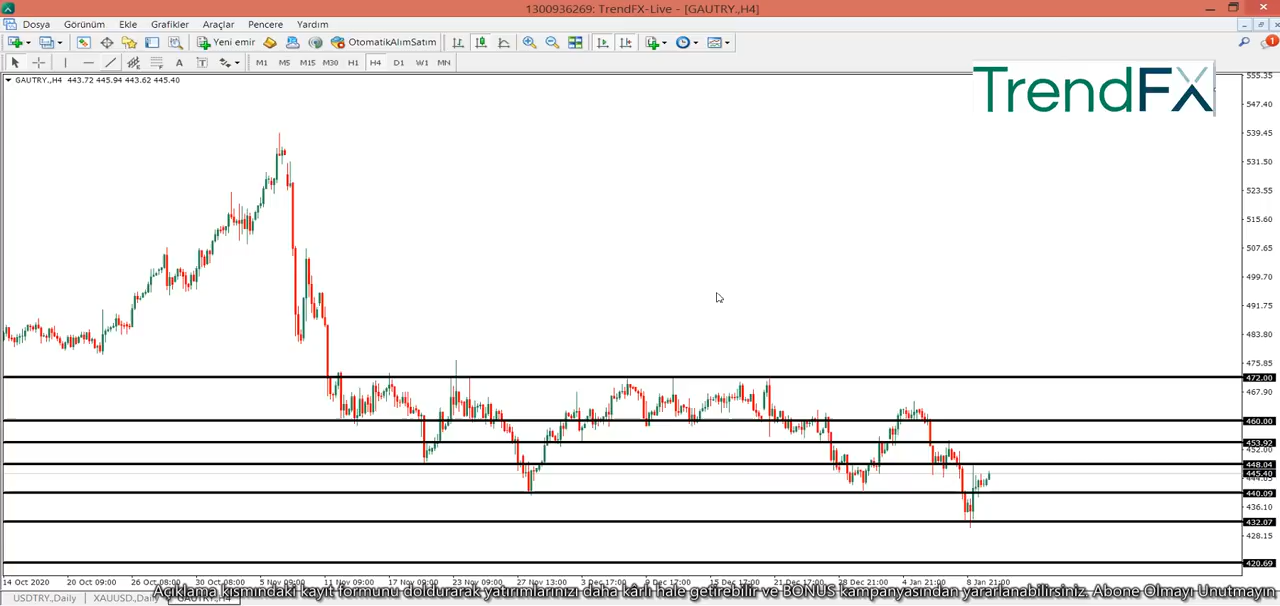 1300936269: TrendFX-Live - [GAUTRY.,H4]
Dosya Görünüm Ekle Grafikler Araçlar Pencere Yardım
Yeni emir OtomatikAlımSatım
1
A T M1 M5 M15 M30 H1 H4 D1 W1 MN
GAUTRY.,H4 443.72 445.94 443.62 445.40
TrendFX
555.35
547.40
539.45
531.50
523.55
515.60
507.65
499.70
491.75
483.80
475.85
472.00
467.90
460.00
453.92
452.00
448.04
445.40
444.05
440.09
436.10
432.07
428.15
420.69
14 Oct 2020 20 Oct 09:00 26 Oct 08:00 30 Oct 08:00 5 Nov 09:00 11 Nov 09:00 17 Nov 09:00 23 Nov 09:00 27 Nov 13:00 3 Dec 17:00 9 Dec 17:00 15 Dec 17:00 21 Dec 17:00 28 Dec 21:00 4 Jan 21:00 8 Jan 21:00
Açıklama kısmındaki kayıt formunu doldurarak yatırımlarınızı daha kârlı hale getirebilir ve BONUS kampanyasından yararlanabilirsiniz. Abone Olmayı Unutmayın
USDTRY.,Daily XAUUSD.,Daily GAUTRY.,H4